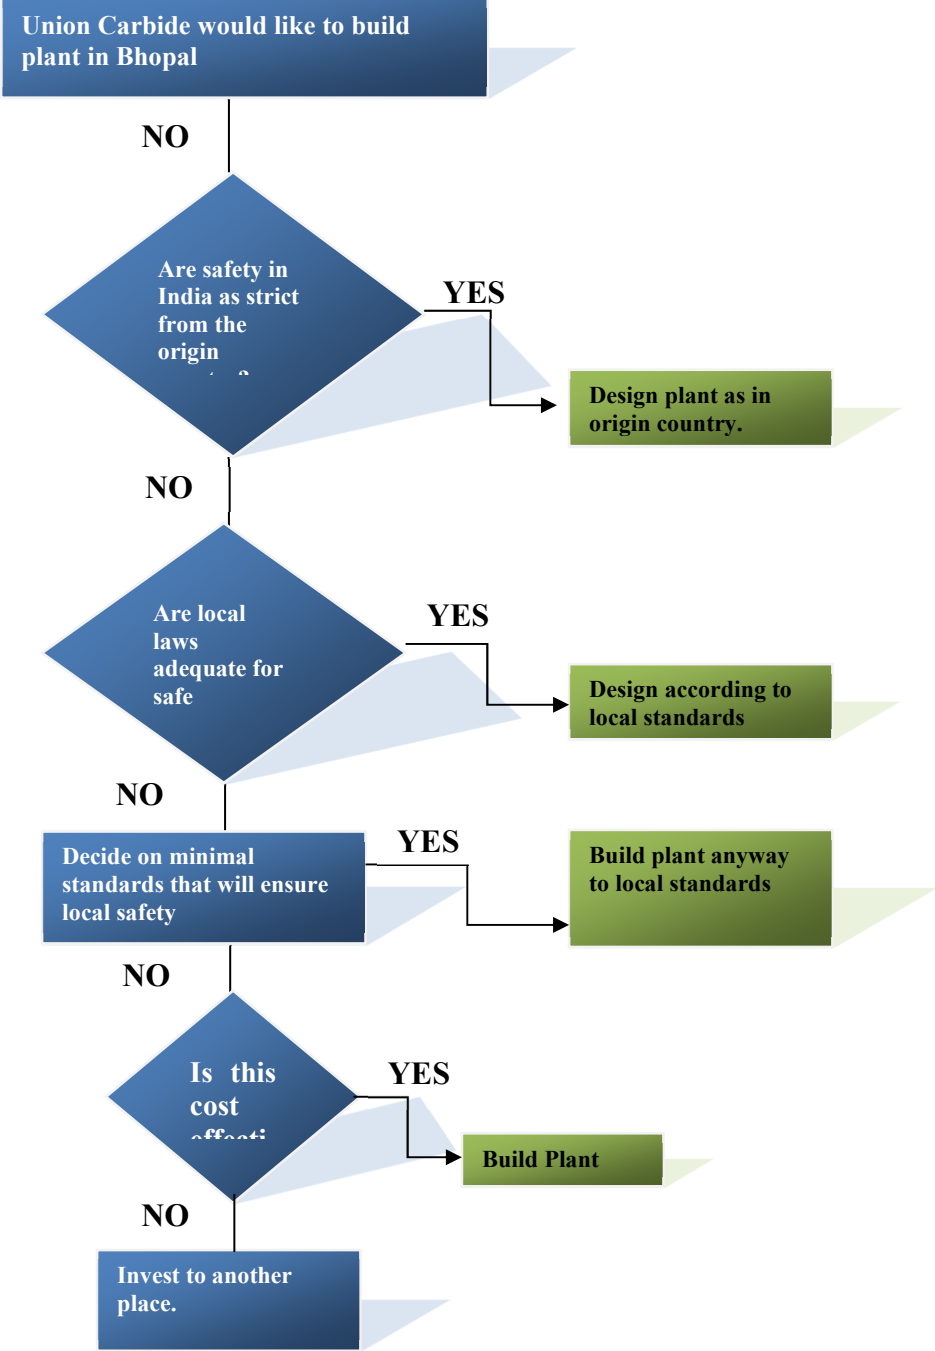 Union Carbide would like to build
plant in Bhopal
NO
Are safety in
India as strict
from the
origin
YES
Design plant as in
origin country.
NO
Are local
laws
adequate for
safe
YES
Design according to
local standards
NO
Decide on minimal
standards that will ensure
local safety
YES
Build plant anyway
to local standards
NO
Is this
cost
YES
Build Plant
NO
Invest to another
place.